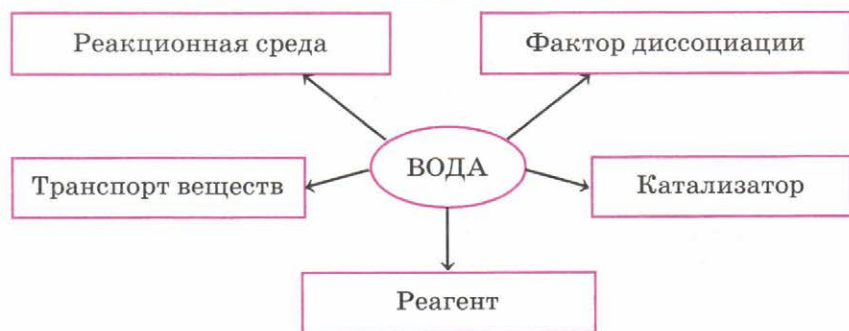 Реакционная среда
Фактор диссоциации
ВОДА
Транспорт веществ
Катализатор
Реагент